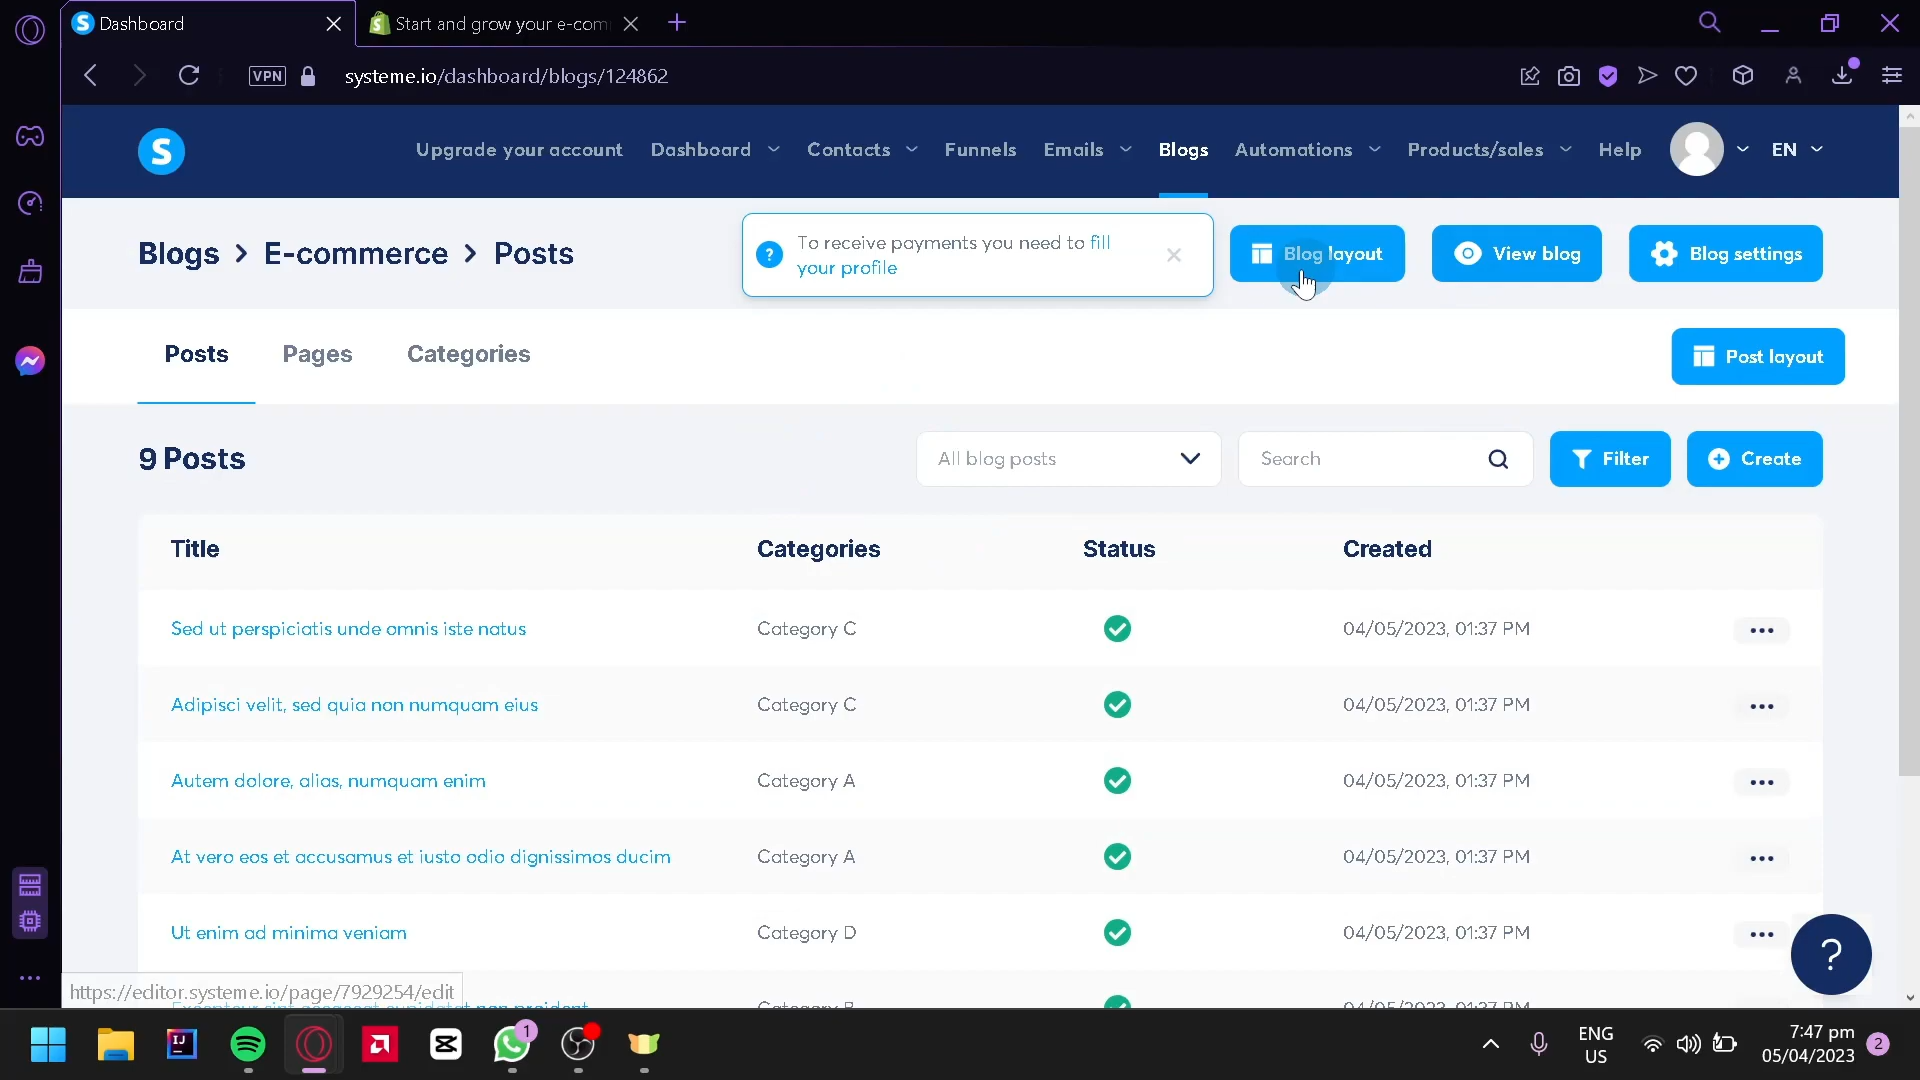 Dashboard
Start and grow your e-com
VPN
systeme.io/dashboard/blogs/124862
S
Upgrade your account
Dashboard
Contacts
Funnels
Emails
Blogs
Automations
Products/sales
Help
EN
Blogs > E-commerce > Posts
To receive payments you need to fill
your profile
Blog layout
View blog
Blog settings
Posts
Pages
Categories
Post layout
9 Posts
All blog posts
Search
Filter
Create
Title
Categories
Status
Created
Sed ut perspiciatis unde omnis iste natus
Category C
04/05/2023, 01:37 PM
Adipisci velit, sed quia non numquam eius
Category C
04/05/2023, 01:37 PM
Autem dolore, alias, numquam enim
Category A
04/05/2023, 01:37 PM
At vero eos et accusamus et iusto odio dignissimos ducim
Category A
04/05/2023, 01:37 PM
Ut enim ad minima veniam
Category D
04/05/2023, 01:37 PM
?
https://editor.systeme.io/page/7929254/edit
IJ
1
ENG
US
7:47 pm
05/04/2023
2